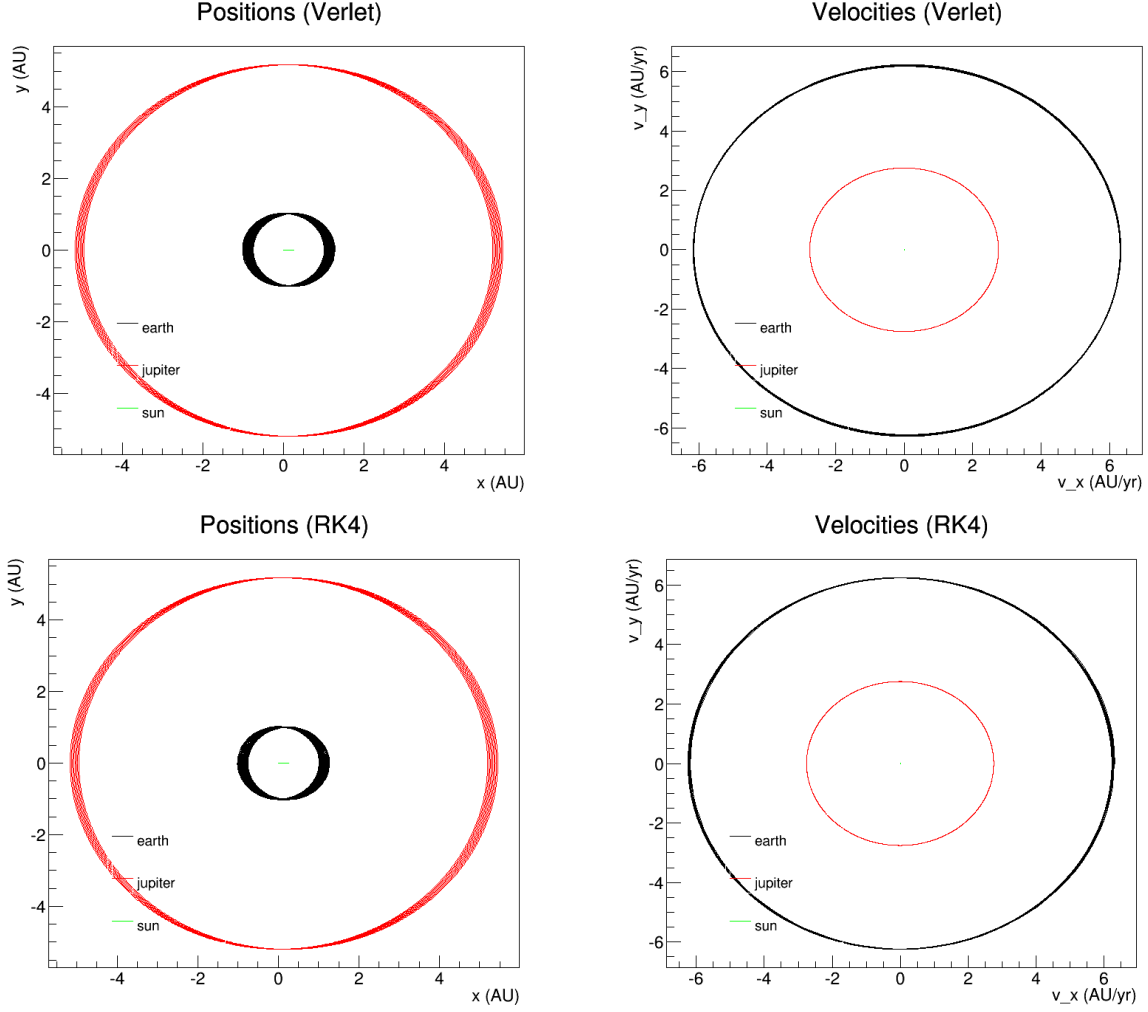 Positions (Verlet)
y (AU)
4
2
0
-2
-4
earth
jupiter
sun
-4
-2
0
2
4
x (AU)
Velocities (Verlet)
v_y (AU/yr)
6
4
2
0
-2
-4
-6
earth
jupiter
sun
-6
-4
-2
0
2
4
6
v_x (AU/yr)
Positions (RK4)
y (AU)
4
2
0
-2
-4
earth
jupiter
sun
-4
-2
0
2
4
x (AU)
Velocities (RK4)
v_y (AU/yr)
6
4
2
0
-2
-4
-6
earth
jupiter
sun
-6
-4
-2
0
2
4
6
v_x (AU/yr)